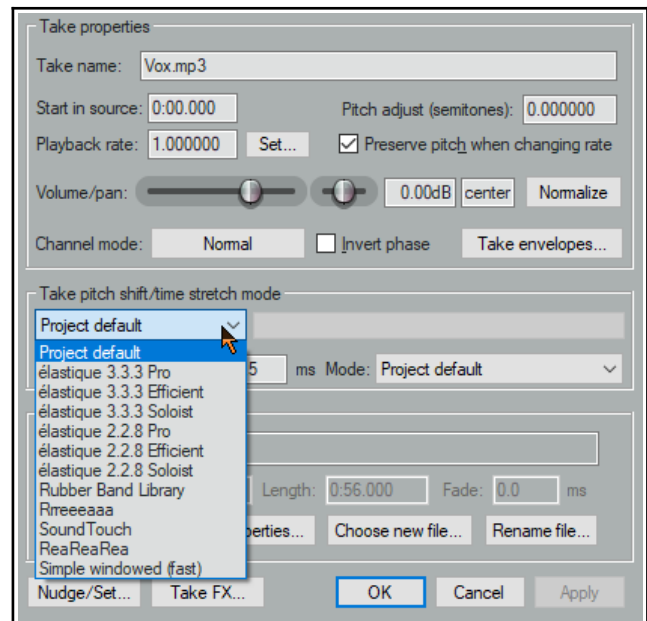 Take properties
Take name: Vox.mp3
Start in source: 0:00.000 Pitch adjust (semitones): 0.000000
Playback rate: 1.000000 Set... Preserve pitch when changing rate
Volume/pan: 0.00dB center Normalize
Channel mode: Normal Invert phase Take envelopes...
Take pitch shift/time stretch mode
Project default
Project default
élastique 3.3.3 Pro
5 ms Mode: Project default
élastique 3.3.3 Efficient
élastique 3.3.3 Soloist
élastique 2.2.8 Pro
élastique 2.2.8 Efficient
élastique 2.2.8 Soloist
Rubber Band Library
Length: 0:56.000 Fade: 0.0 ms
Rrreeeaaa
SoundTouch
perties... Choose new file... Rename file...
ReaReaRea
Simple windowed (fast)
Nudge/Set... Take FX... OK Cancel Apply